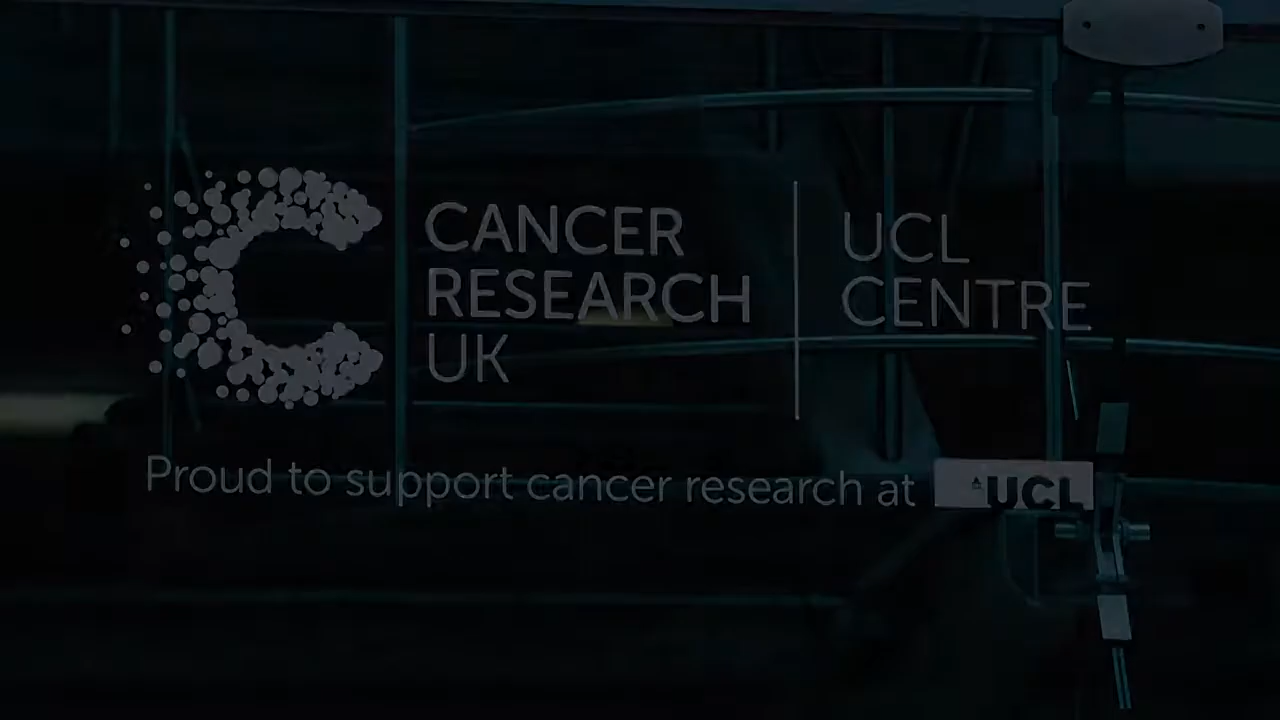 CANCER
RESEARCH
UK
UCL
CENTRE
Proud to support cancer research at UCL